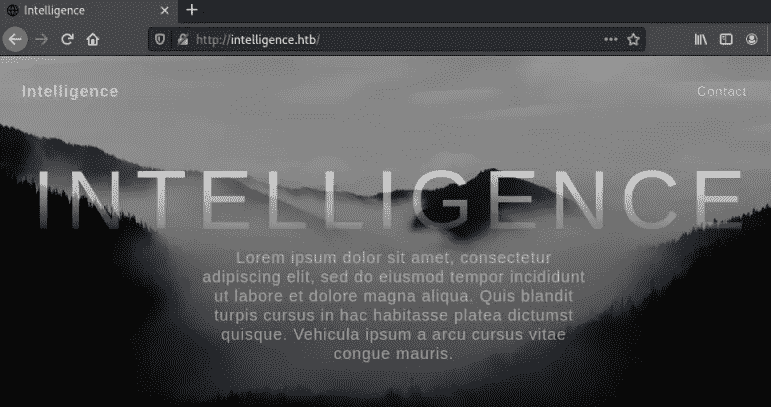 Intelligence
http://intelligence.htb/
Intelligence
Contact
INTELLIGENCE
Lorem ipsum dolor sit amet, consectetur
adipiscing elit, sed do eiusmod tempor incididunt
ut labore et dolore magna aliqua. Quis blandit
turpis cursus in hac habitasse platea dictumst
quisque. Vehicula ipsum a arcu cursus vitae
congue mauris.